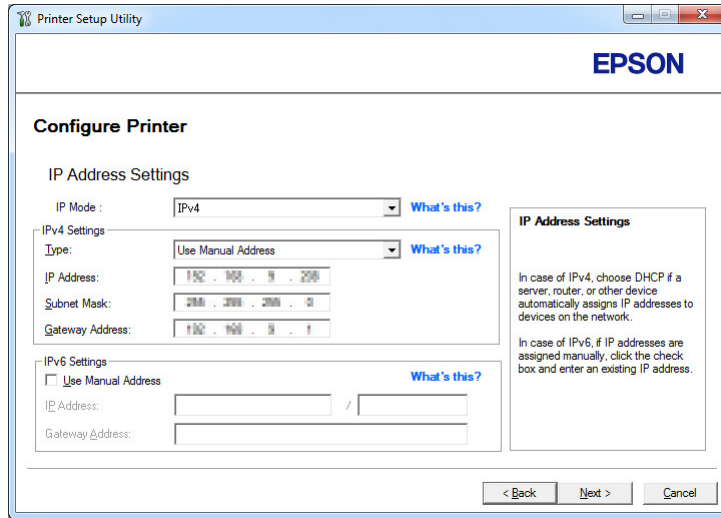 Printer Setup Utility
EPSON
Configure Printer
IP Address Settings
IP Mode :
IPv4
What's this?
IPv4 Settings
Type:
Use Manual Address
What's this?
IP Address:
Subnet Mask:
Gateway Address:
IPv6 Settings
Use Manual Address
What's this?
IP Address:
/
Gateway Address:
IP Address Settings
In case of IPv4, choose DHCP if a
server, router, or other device
automatically assigns IP addresses to
devices on the network.
In case of IPv6, if IP addresses are
assigned manually, click the check
box and enter an existing IP address.
< Back
Next >
Cancel